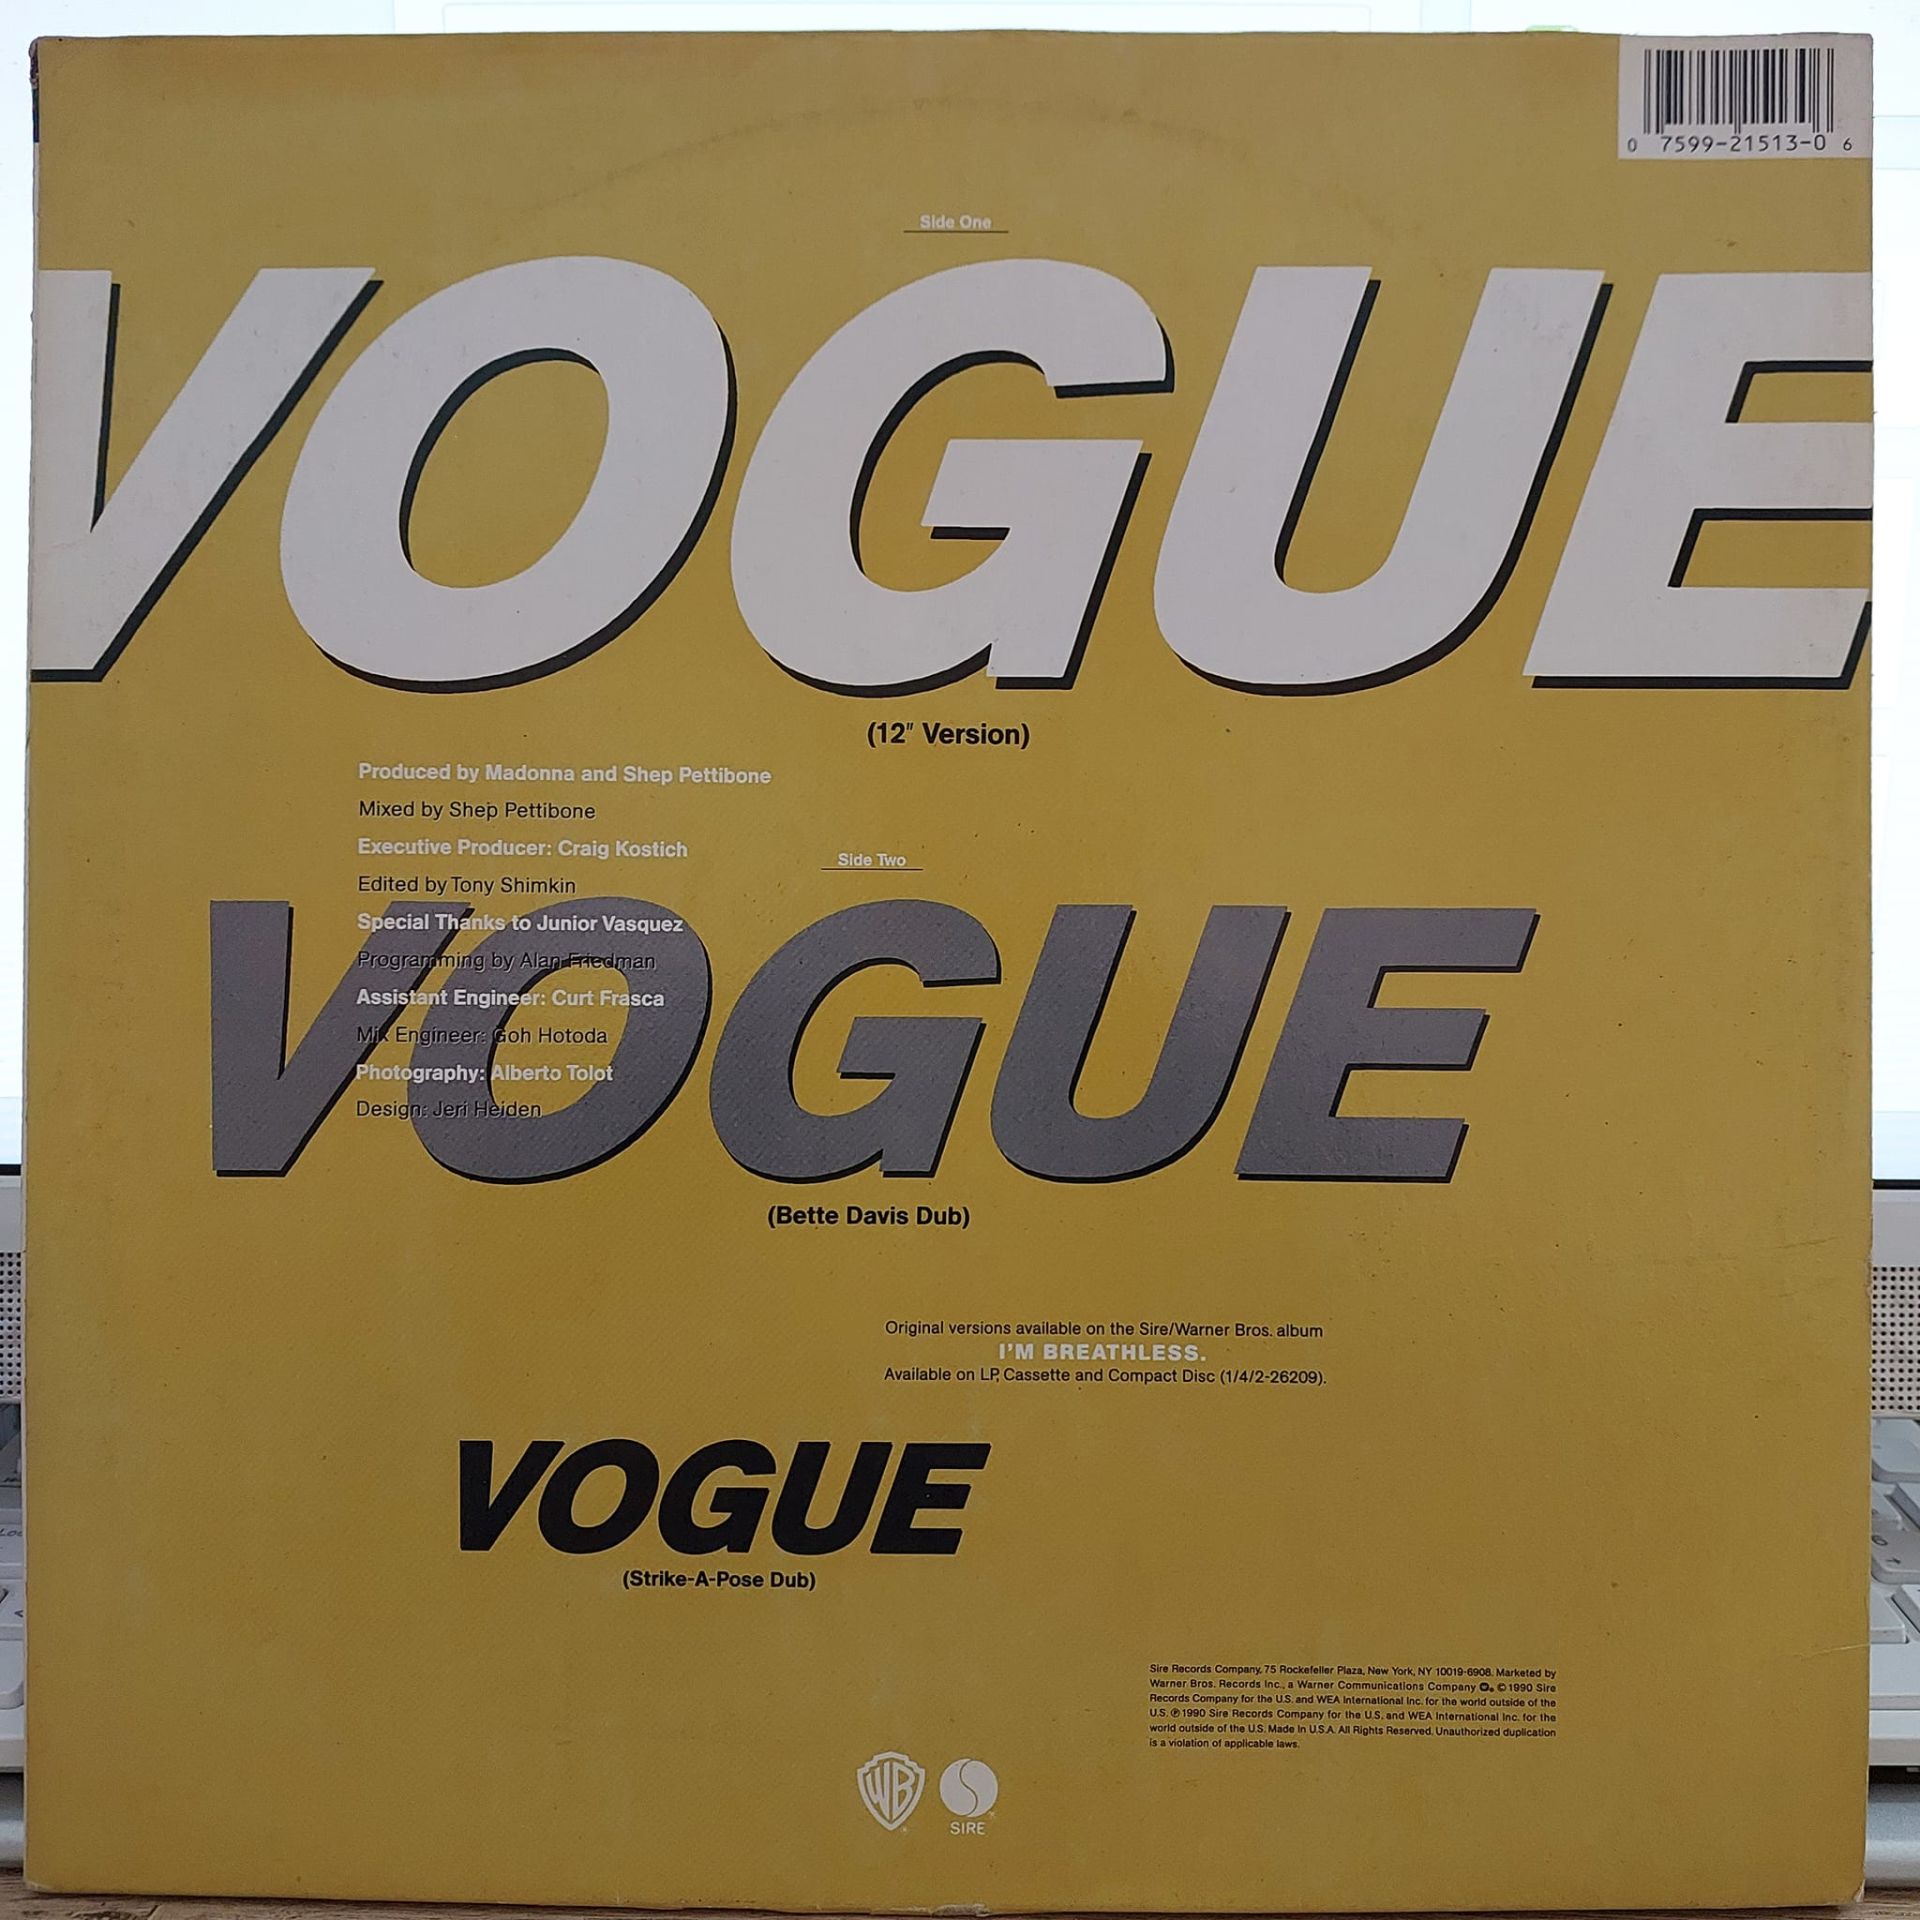 0 7599-21513-0 6
Side One
VOGUE
(12" Version)
Produced by Madonna and Shep Pettibone
Mixed by Shep Pettibone
Executive Producer: Craig Kostich
Edited by Tony Shimkin
Special Thanks to Junior Vasquez
Programming by Alan Friedman
Assistant Engineer: Curt Frasca
Mix Engineer: Goh Hotoda
Photography: Alberto Tolot
Design: Jeri Heiden
Side Two
VOGUE
(Bette Davis Dub)
Original versions available on the Sire/Warner Bros. album
I'M BREATHLESS.
Available on LP, Cassette and Compact Disc (1/4/2-26209).
VOGUE
(Strike-A-Pose Dub)
Sire Records Company, 75 Rockefeller Plaza, New York, NY 10019-6908. Marketed by
Warner Bros. Records Inc., a Warner Communications Company. © 1990 Sire
Records Company for the U.S. and WEA International Inc. for the world outside of the
U.S. ℗ 1990 Sire Records Company for the U.S. and WEA International Inc. for the
world outside of the U.S. Made In U.S.A. All Rights Reserved. Unauthorized duplication
is a violation of applicable laws.
WB
SIRE